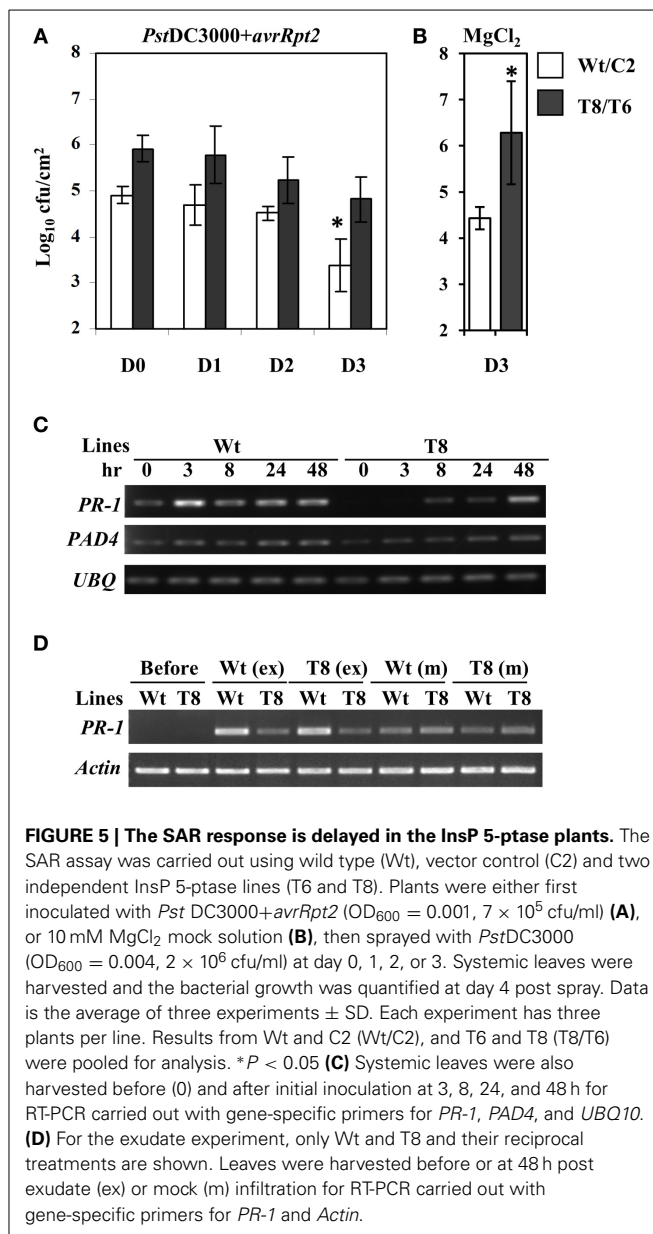 A
PstDC3000+avrRpt2
B
MgCl2
Wt/C2
T8/T6
8
7
6
5
4
3
2
Log10 cfu/cm2
*
D0 D1 D2 D3
8
7
6
5
4
3
2
*
D3
C
Lines Wt T8
hr 0 3 8 24 48 0 3 8 24 48
PR-1
PAD4
UBQ
D
Before Wt (ex) T8 (ex) Wt (m) T8 (m)
Lines Wt T8 Wt T8 Wt T8 Wt T8 Wt T8
PR-1
Actin
FIGURE 5 | The SAR response is delayed in the InsP 5-ptase plants. The
SAR assay was carried out using wild type (Wt), vector control (C2) and two
independent InsP 5-ptase lines (T6 and T8). Plants were either first
inoculated with Pst DC3000+avrRpt2 (OD600 = 0.001, 7 × 10^5 cfu/ml) (A),
or 10 mM MgCl2 mock solution (B), then sprayed with PstDC3000
(OD600 = 0.004, 2 × 10^6 cfu/ml) at day 0, 1, 2, or 3. Systemic leaves were
harvested and the bacterial growth was quantified at day 4 post spray. Data
is the average of three experiments ± SD. Each experiment has three
plants per line. Results from Wt and C2 (Wt/C2), and T6 and T8 (T8/T6)
were pooled for analysis. *P < 0.05 (C) Systemic leaves were also
harvested before (0) and after initial inoculation at 3, 8, 24, and 48 h for
RT-PCR carried out with gene-specific primers for PR-1, PAD4, and UBQ10.
(D) For the exudate experiment, only Wt and T8 and their reciprocal
treatments are shown. Leaves were harvested before or at 48 h post
exudate (ex) or mock (m) infiltration for RT-PCR carried out with
gene-specific primers for PR-1 and Actin.